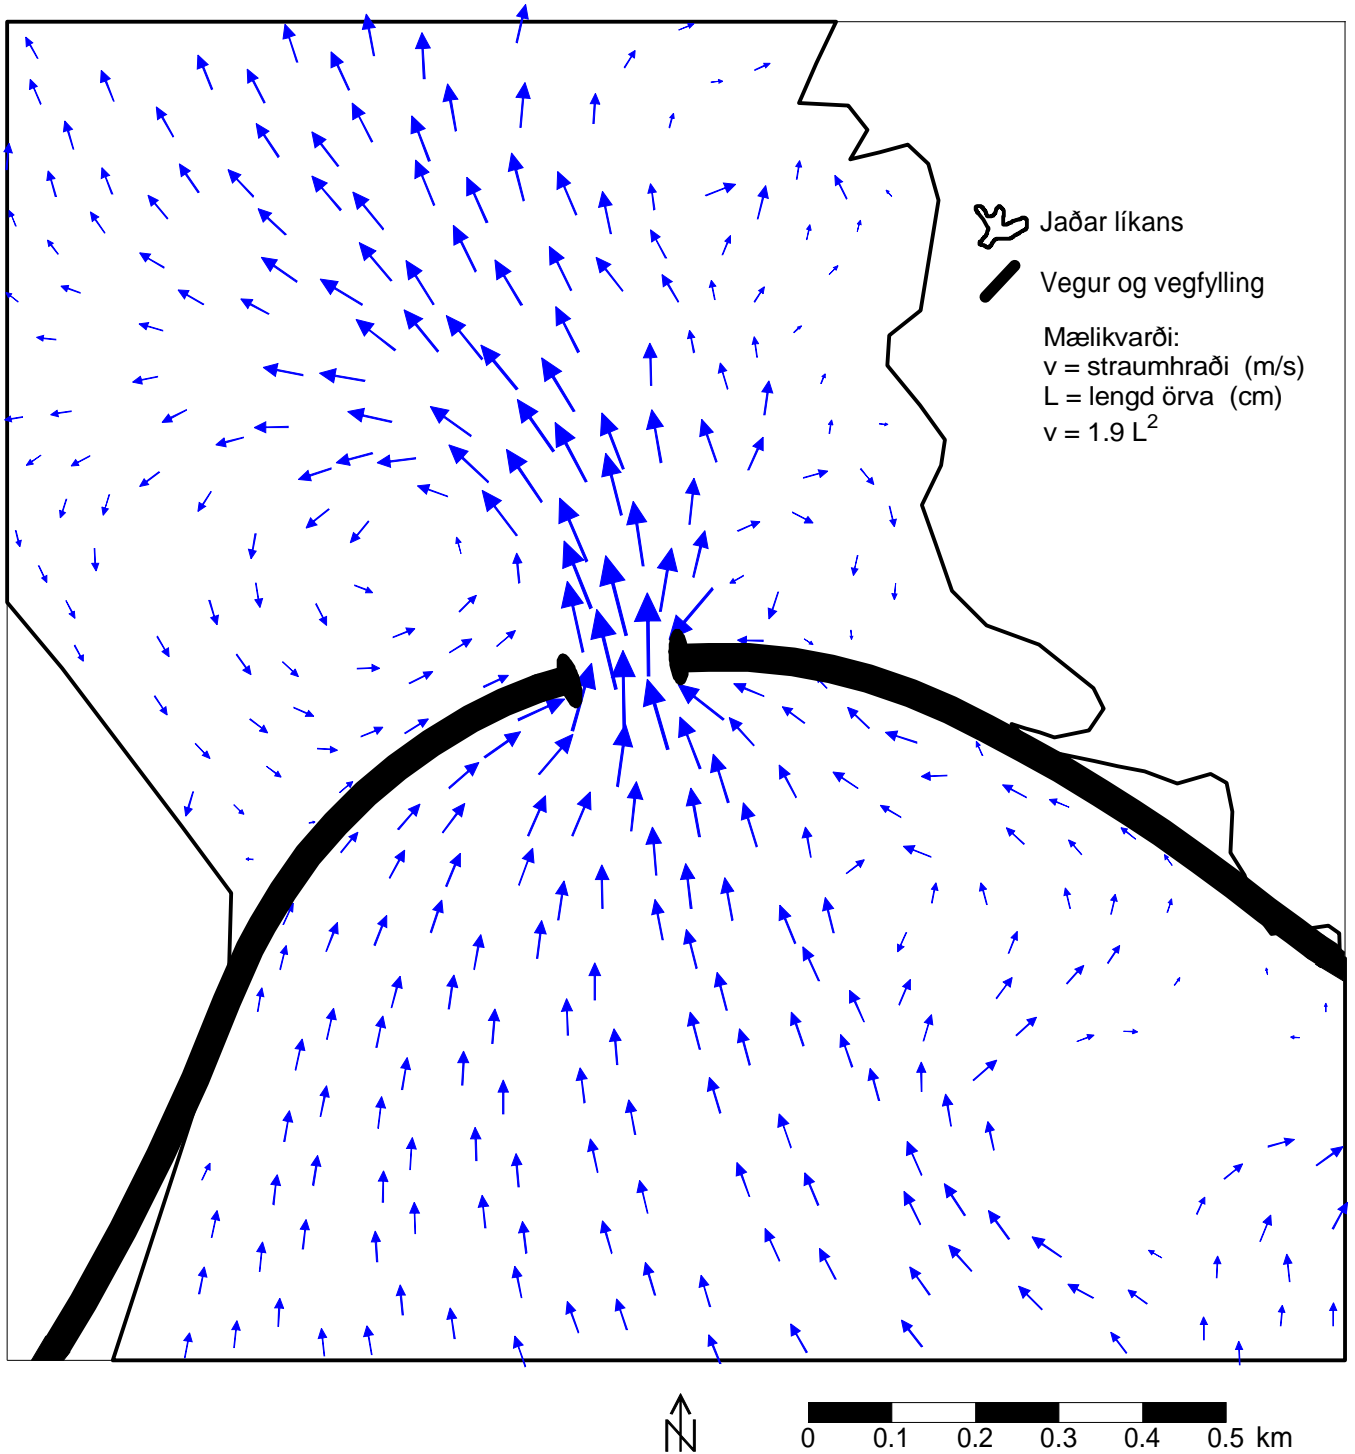 Jaðar líkans
Vegur og vegfylling
Mælikvarði:
v = straumhraði (m/s)
L = lengd örva (cm)
v = 1.9 L²
N
0 0.1 0.2 0.3 0.4 0.5 km